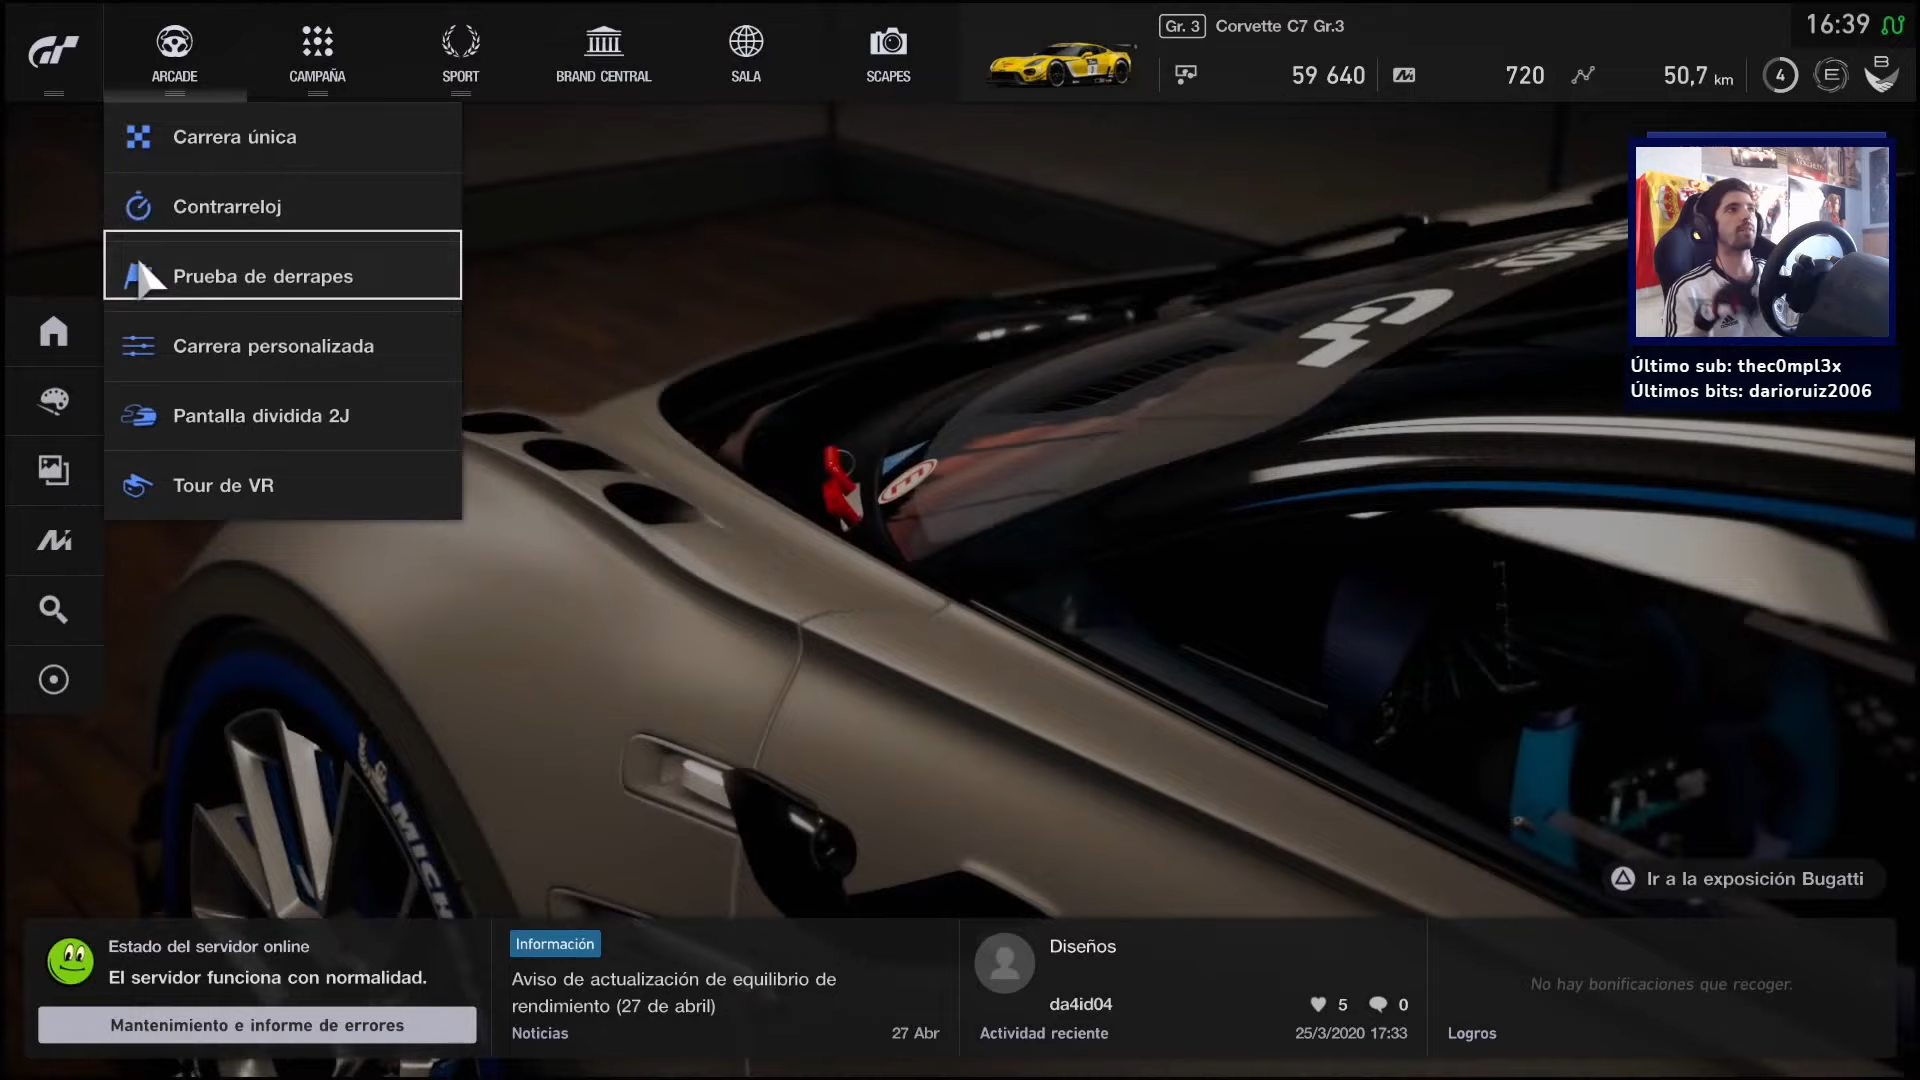 ARCADE
CAMPAÑA
SPORT
BRAND CENTRAL
SALA
SCAPES
Gr. 3 Corvette C7 Gr.3
59 640
720
50,7 km
16:39
4
E
B
Carrera única
Contrarreloj
Prueba de derrapes
Carrera personalizada
Pantalla dividida 2J
Tour de VR
Último sub: thec0mpl3x
Últimos bits: darioruiz2006
Ir a la exposición Bugatti
Estado del servidor online
El servidor funciona con normalidad.
Mantenimiento e informe de errores
Información
Aviso de actualización de equilibrio de
rendimiento (27 de abril)
Noticias 27 Abr
Diseños
da4id04 5 0
Actividad reciente 25/3/2020 17:33
No hay bonificaciones que recoger.
Logros